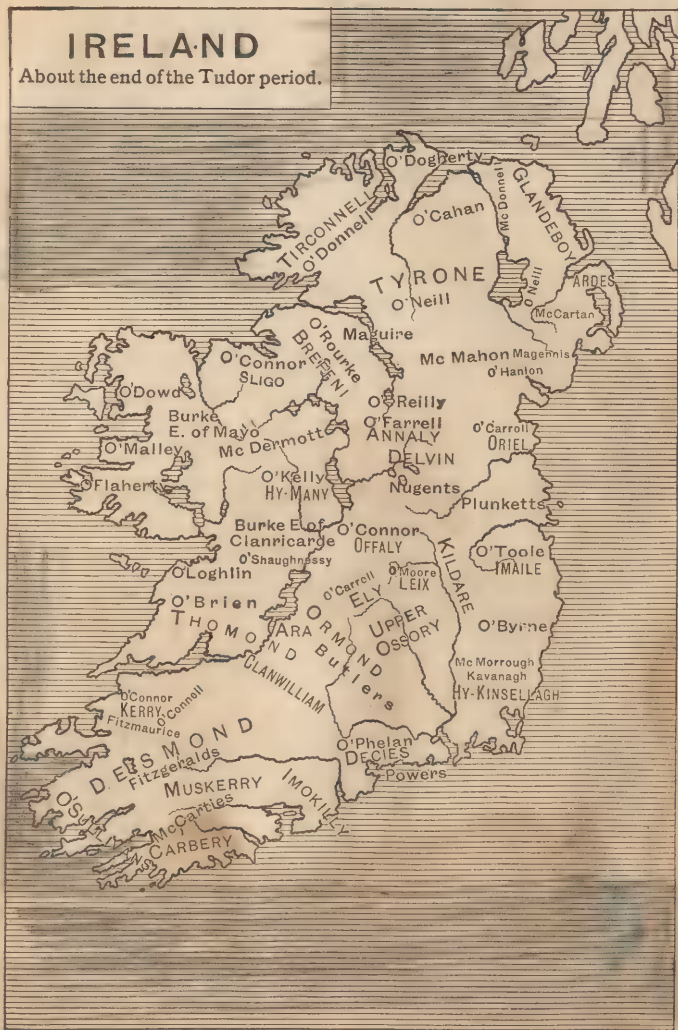 IRELAND
About the end of the Tudor period.
O'Dogherty
TIRCONNELL
O'Donnell
O'Cahan
McDonnell
GLANDEBOY
TYRONE
O'Neill
O'Neill
ARDES
McCartan
Maguire
O'Rourke
BREFFNI
O'Connor
SLIGO
Mc Mahon
Magennis
O'Hanlon
O'Dowd
Burke
E. of Mayo
Mc Dermott
O'Reilly
O'Farrell
ANNALY
O'Carroll
ORIEL
O'Malley
DELVIN
O'Flaherty
O'Kelly
HY-MANY
Nugents
Plunketts
Burke E of
Clanricarde
O'Shaughnessy
O'Connor
OFFALY
KILDARE
O'Toole
IMAILE
O'Loghlin
O'Carroll
ELY
O'Moore
LEIX
O'Brien
THOMOND
ARA
ORMOND
Butlers
UPPER
OSSORY
O'Byrne
CLANWILLIAM
Mc Morrough
Kavanagh
HY-KINSELLAGH
O'Connor
KERRY
O'Connell
Fitzmaurice
DESMOND
Fitzgeralds
O'Phelan
DECIES
Powers
MUSKERRY
IMOKILLY
McCarties
O'SULLIVANS
CARBERY